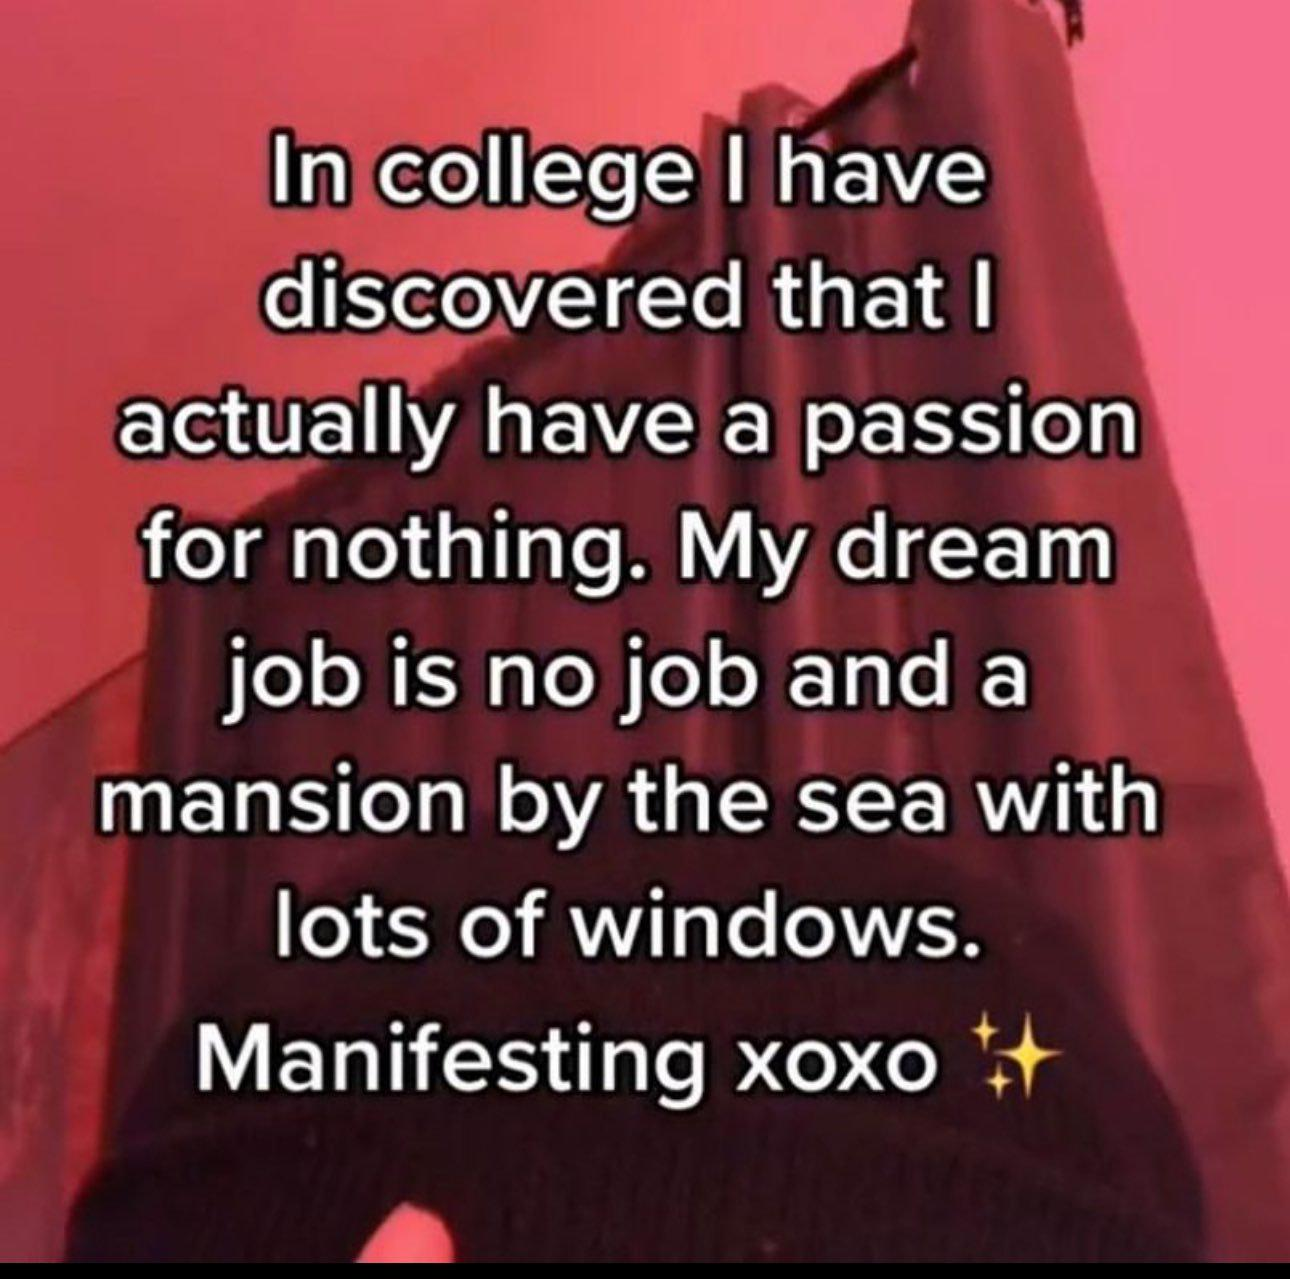 In college I have
discovered that I
actually have a passion
for nothing. My dream
job is no job and a
mansion by the sea with
lots of windows.
Manifesting xoxo ✨